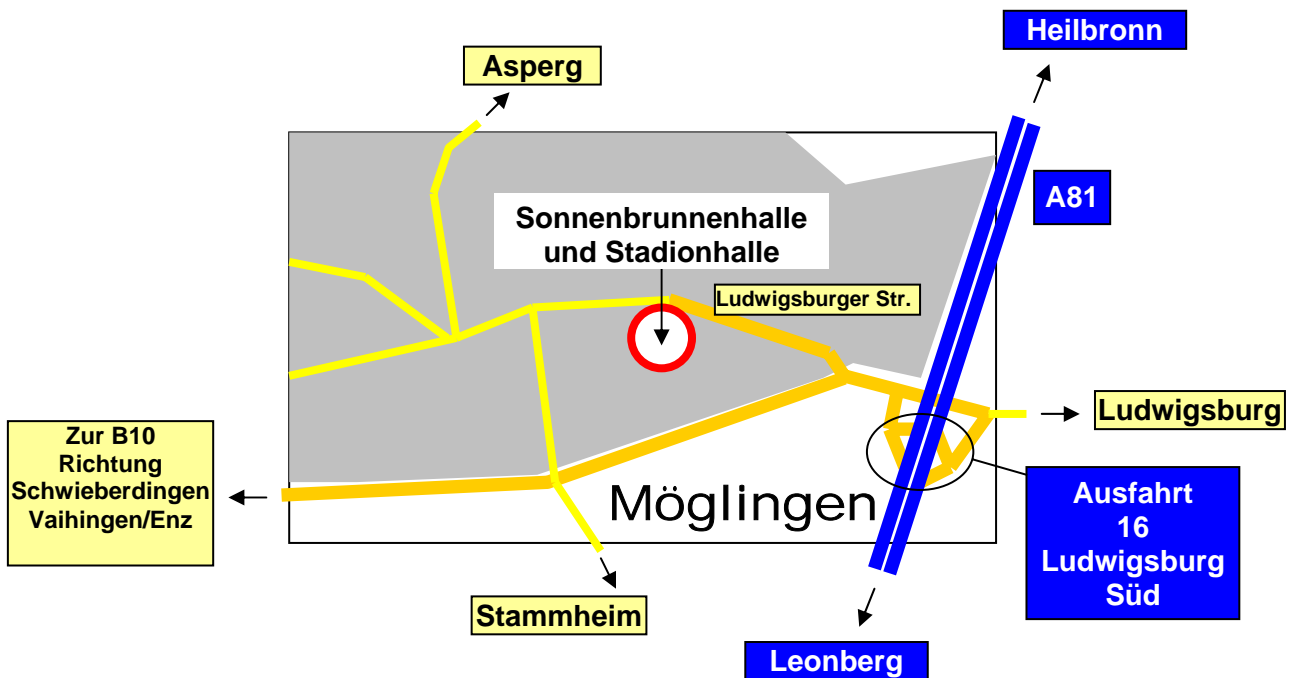 Heilbronn
Asperg
A81
Sonnenbrunnenhalle
und Stadionhalle
Ludwigsburger Str.
Ludwigsburg
Zur B10
Richtung
Schwieberdingen
Vaihingen/Enz
Möglingen
Ausfahrt
16
Ludwigsburg
Süd
Stammheim
Leonberg